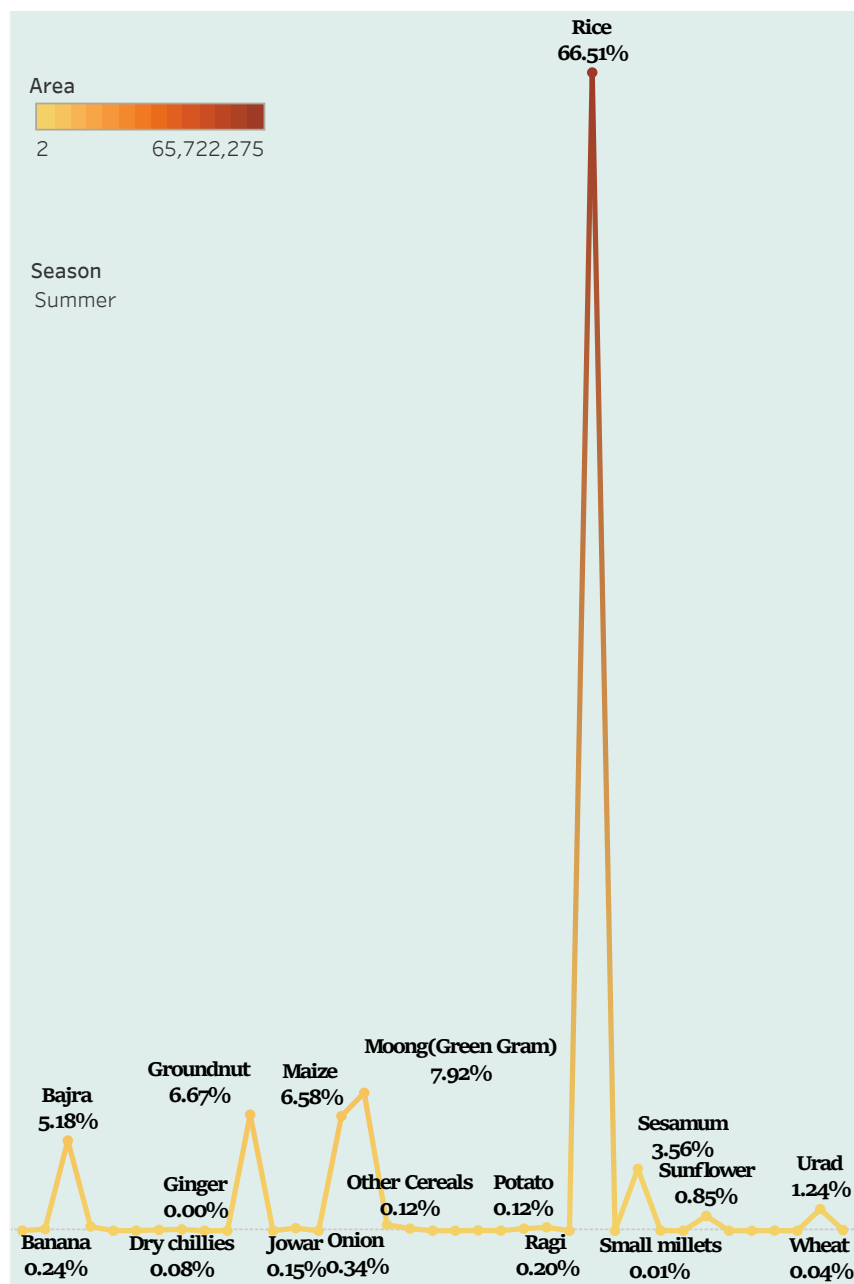 Rice
66.51%
Area
2 65,722,275
Season
Summer
Moong(Green Gram)
7.92%
Groundnut
6.67%
Maize
6.58%
Bajra
5.18%
Sesamum
3.56%
Sunflower
0.85%
Urad
1.24%
Ginger
0.00%
Other Cereals
0.12%
Potato
0.12%
Banana
0.24%
Dry chillies
0.08%
Jowar
0.15%
Onion
0.34%
Ragi
0.20%
Small millets
0.01%
Wheat
0.04%